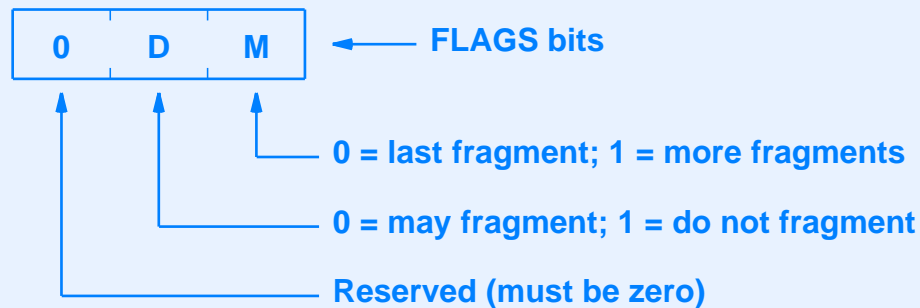 0 D M FLAGS bits
0 = last fragment; 1 = more fragments
0 = may fragment; 1 = do not fragment
Reserved (must be zero)